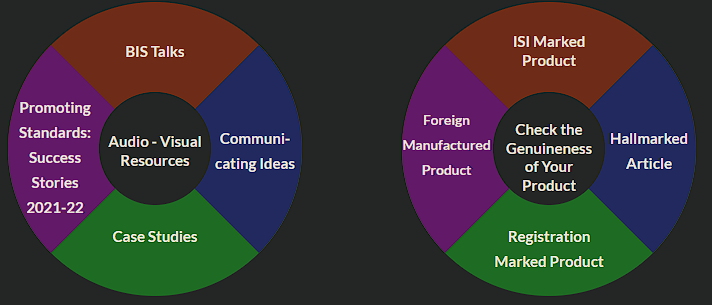 BIS Talks
Promoting
Standards:
Success
Stories
2021-22
Audio - Visual
Resources
Communi-
cating Ideas
Case Studies
ISI Marked
Product
Foreign
Manufactured
Product
Check the
Genuineness
of Your
Product
Hallmarked
Article
Registration
Marked Product